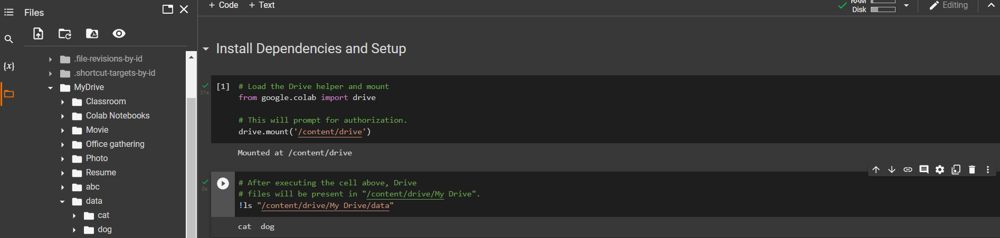 Files
.file-revisions-by-id
.shortcut-targets-by-id
MyDrive
Classroom
Colab Notebooks
Movie
Office gathering
Photo
Resume
abc
data
cat
dog
{x}
+ Code + Text
RAM
Disk
Editing
Install Dependencies and Setup
[1] # Load the Drive helper and mount
21s
from google.colab import drive
# This will prompt for authorization.
drive.mount('/content/drive')
Mounted at /content/drive
# After executing the cell above, Drive
0s
# files will be present in "/content/drive/My Drive".
!ls "/content/drive/My Drive/data"
cat dog